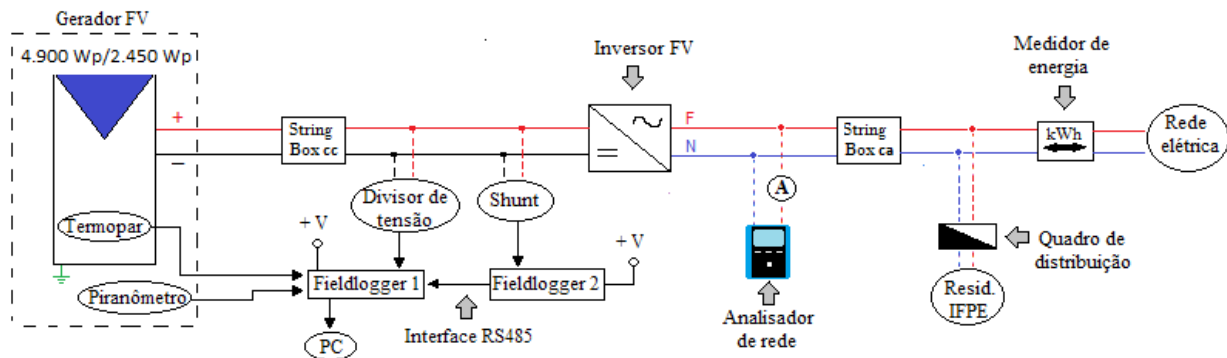 Gerador FV
4.900 Wp/2.450 Wp
+
−
String
Box cc
Inversor FV
F
N
String
Box ca
Medidor de
energia
kWh
Rede
elétrica
Divisor de
tensão
Shunt
A
Termopar
+ V
+ V
Piranômetro
Fieldlogger 1
Fieldlogger 2
PC
Interface RS485
Analisador
de rede
Quadro de
distribuição
Resid.
IFPE